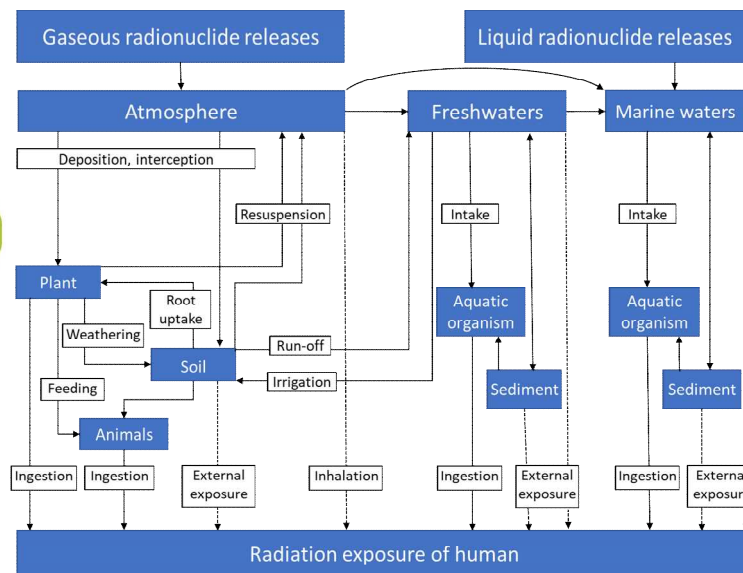 Gaseous radionuclide releases
Liquid radionuclide releases
Atmosphere
Freshwaters
Marine waters
Deposition, interception
Resuspension
Intake
Intake
Plant
Root
uptake
Aquatic
organism
Aquatic
organism
Weathering
Run-off
Soil
Irrigation
Feeding
Sediment
Sediment
Animals
Ingestion
Ingestion
External
exposure
Inhalation
Ingestion
External
exposure
Ingestion
External
exposure
Radiation exposure of human